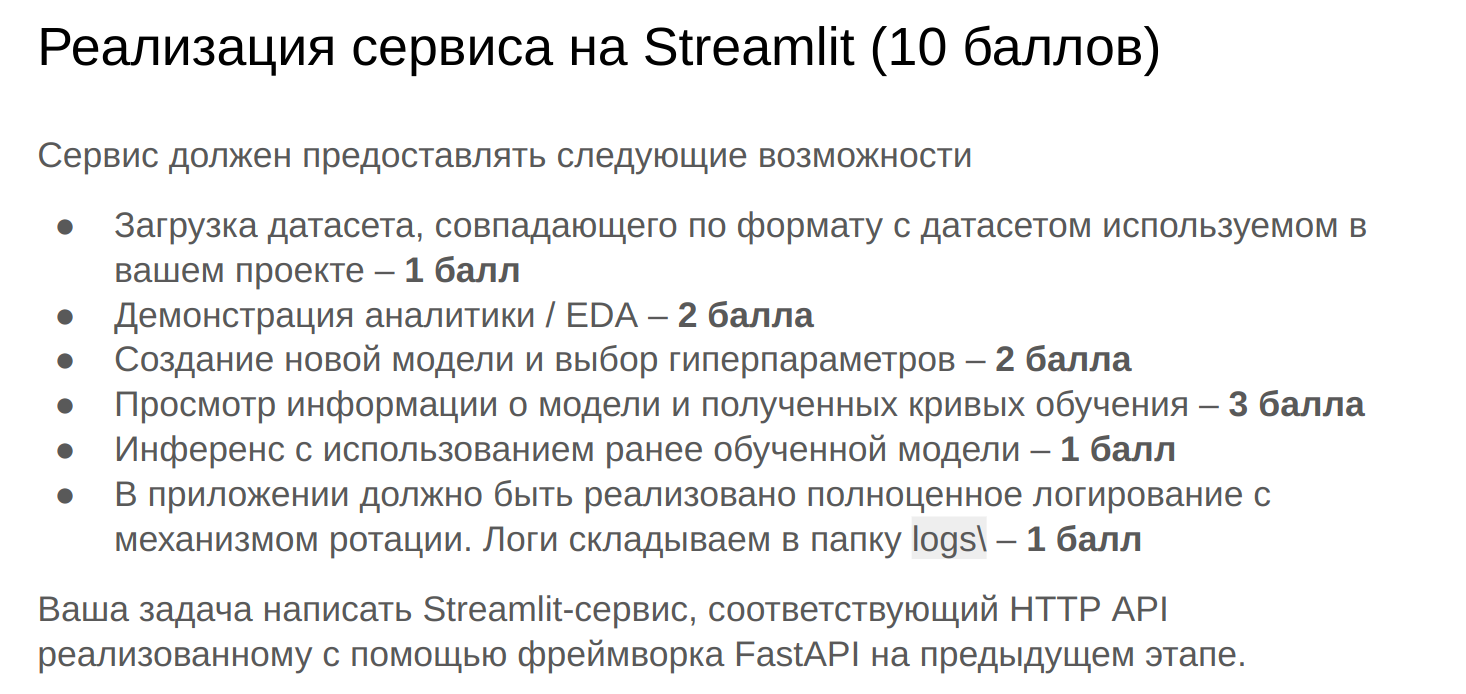 Реализация сервиса на Streamlit (10 баллов)
Сервис должен предоставлять следующие возможности
● Загрузка датасета, совпадающего по формату с датасетом используемом в
вашем проекте – 1 балл
● Демонстрация аналитики / EDA – 2 балла
● Создание новой модели и выбор гиперпараметров – 2 балла
● Просмотр информации о модели и полученных кривых обучения – 3 балла
● Инференс с использованием ранее обученной модели – 1 балл
● В приложении должно быть реализовано полноценное логирование с
механизмом ротации. Логи складываем в папку logs\ – 1 балл
Ваша задача написать Streamlit-сервис, соответствующий HTTP API
реализованному с помощью фреймворка FastAPI на предыдущем этапе.